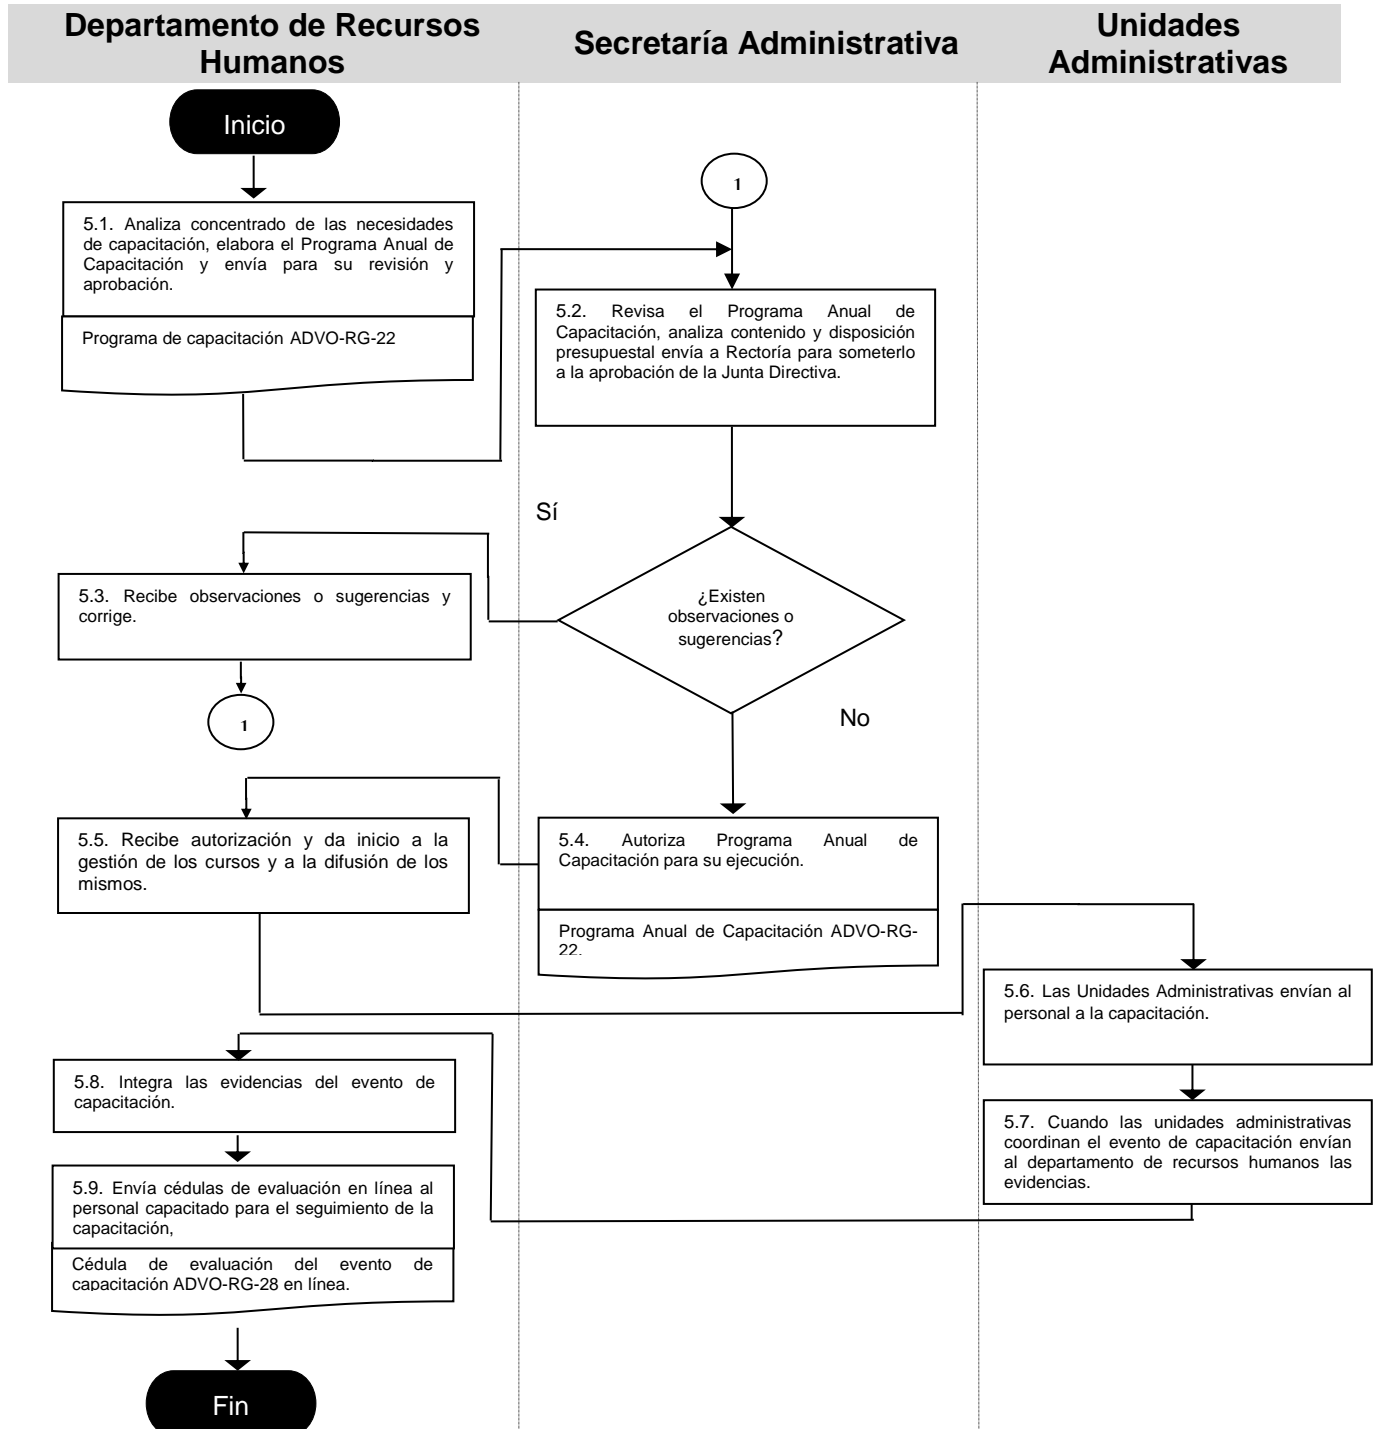 Departamento de Recursos
Humanos
Secretaría Administrativa
Unidades
Administrativas
Inicio
1
5.1. Analiza concentrado de las necesidades
de capacitación, elabora el Programa Anual de
Capacitación y envía para su revisión y
aprobación.
Programa de capacitación ADVO-RG-22
5.2. Revisa el Programa Anual de
Capacitación, analiza contenido y disposición
presupuestal envía a Rectoría para someterlo
a la aprobación de la Junta Directiva.
Sí
¿Existen
observaciones o
sugerencias?
5.3. Recibe observaciones o sugerencias y
corrige.
1
No
5.4. Autoriza Programa Anual de
Capacitación para su ejecución.
Programa Anual de Capacitación ADVO-RG-
22.
5.5. Recibe autorización y da inicio a la
gestión de los cursos y a la difusión de los
mismos.
5.6. Las Unidades Administrativas envían al
personal a la capacitación.
5.7. Cuando las unidades administrativas
coordinan el evento de capacitación envían
al departamento de recursos humanos las
evidencias.
5.8. Integra las evidencias del evento de
capacitación.
5.9. Envía cédulas de evaluación en línea al
personal capacitado para el seguimiento de la
capacitación,
Cédula de evaluación del evento de
capacitación ADVO-RG-28 en línea.
Fin